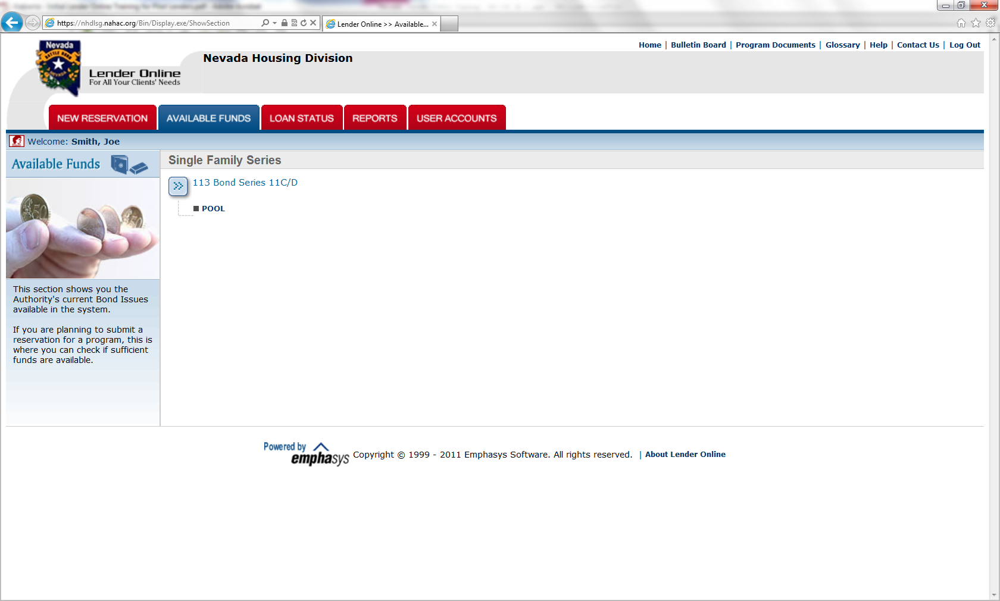 https://nhdlsg.nahac.org/Bin/Display.exe/ShowSection
Lender Online >> Available...
Home | Bulletin Board | Program Documents | Glossary | Help | Contact Us | Log Out
Nevada
Nevada Housing Division
Lender Online
For All Your Clients' Needs
NEW RESERVATION
AVAILABLE FUNDS
LOAN STATUS
REPORTS
USER ACCOUNTS
Welcome: Smith, Joe
Available Funds
Single Family Series
113 Bond Series 11C/D
POOL
This section shows you the
Authority's current Bond Issues
available in the system.
If you are planning to submit a
reservation for a program, this is
where you can check if sufficient
funds are available.
Powered by
emphasys
Copyright © 1999 - 2011 Emphasys Software. All rights reserved. | About Lender Online